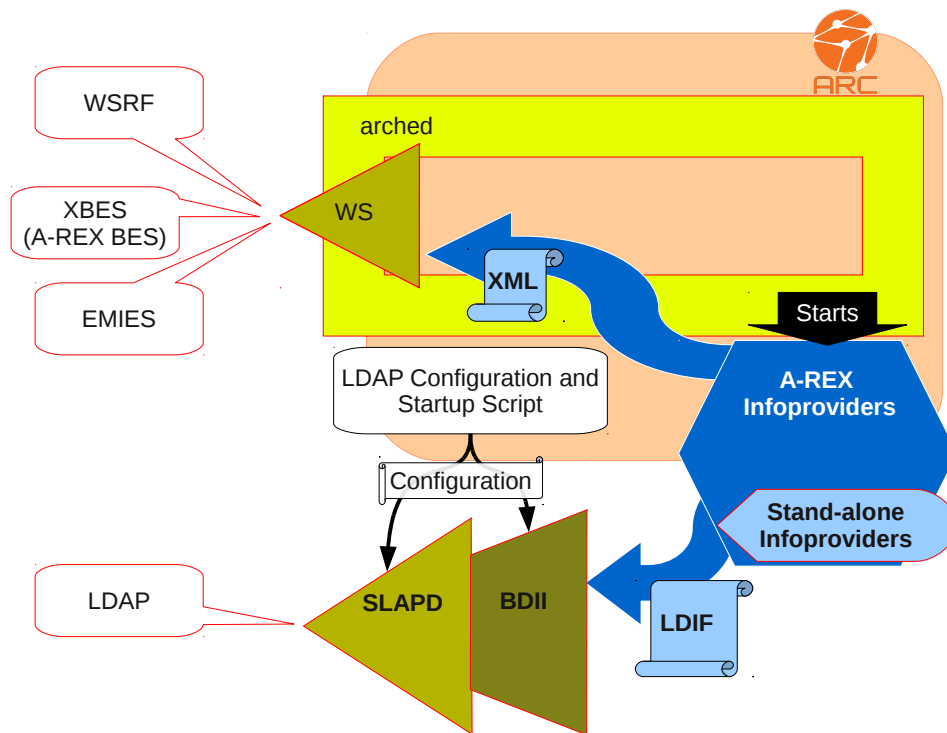 ARC
WSRF
arched
XBES
(A-REX BES)
WS
XML
EMIES
Starts
LDAP Configuration and
Startup Script
A-REX
Infoproviders
Configuration
Stand-alone
Infoproviders
LDAP
SLAPD
BDII
LDIF